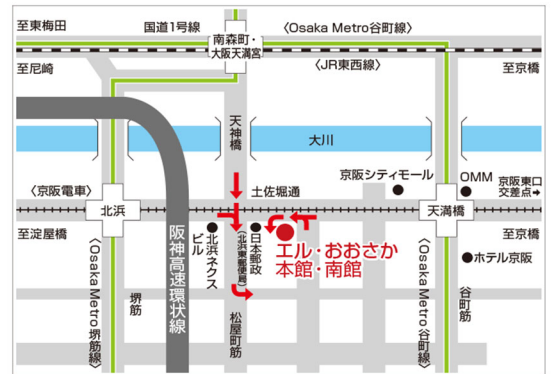 至東梅田
国道1号線
〈Osaka Metro谷町線〉
南森町・
大阪天満宮
至尼崎
〈JR東西線〉
至京橋
天神橋
大川
京阪シティモール
OMM
京阪東口
交差点→
〈京阪電車〉
土佐堀通
北浜
天満橋
至淀屋橋
至京橋
阪神高速環状線
北浜ネクス
ビル
(北浜東郵便局)
日本郵政
エル・おおさか
本館・南館
ホテル京阪
〈Osaka Metro堺筋線〉
堺筋
松屋町筋
〈Osaka Metro谷町線〉
谷町筋